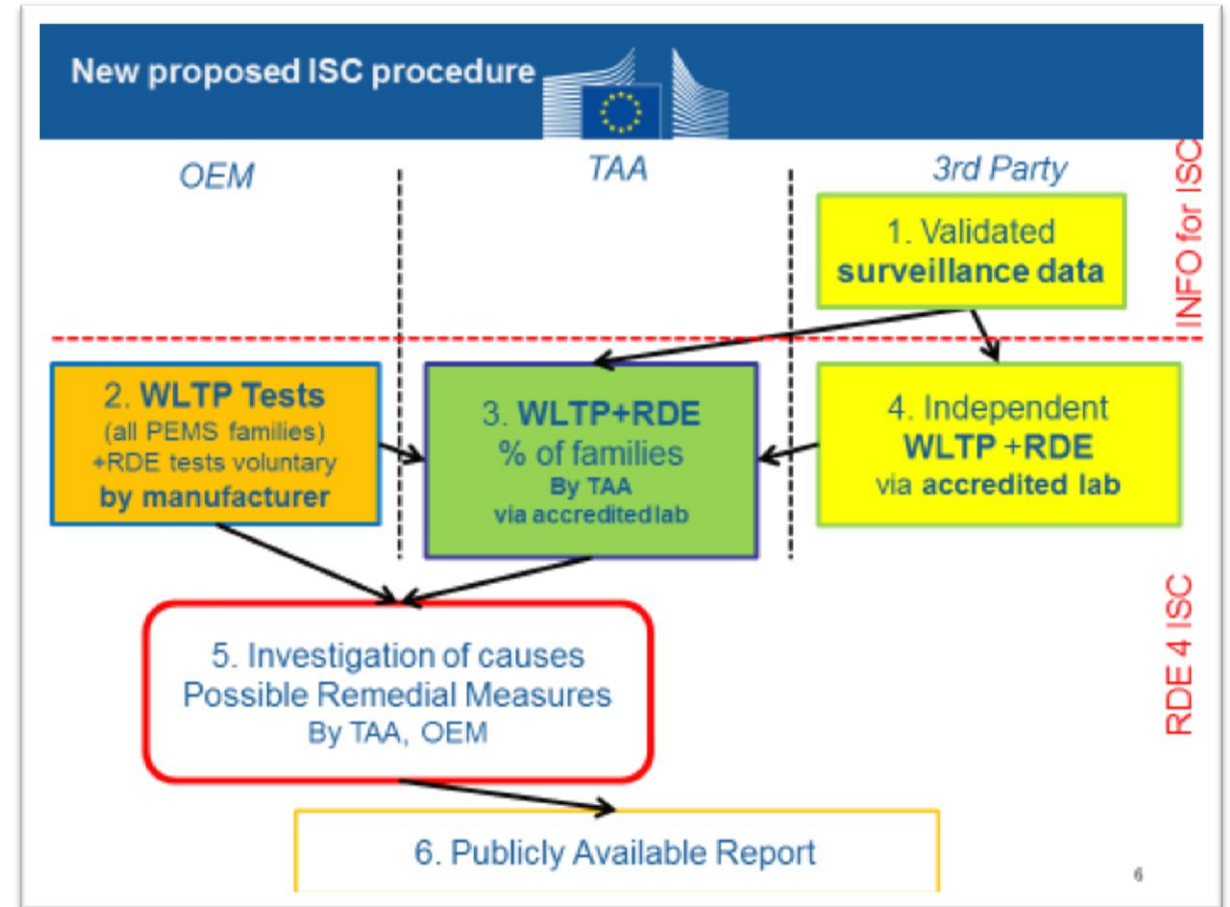 New proposed ISC procedure
OEM
TAA
3rd Party
INFO for ISC
1. Validated
surveillance data
2. WLTP Tests
(all PEMS families)
+RDE tests voluntary
by manufacturer
3. WLTP+RDE
% of families
By TAA
via accredited lab
4. Independent
WLTP +RDE
via accredited lab
RDE 4 ISC
5. Investigation of causes
Possible Remedial Measures
By TAA, OEM
6. Publicly Available Report
6